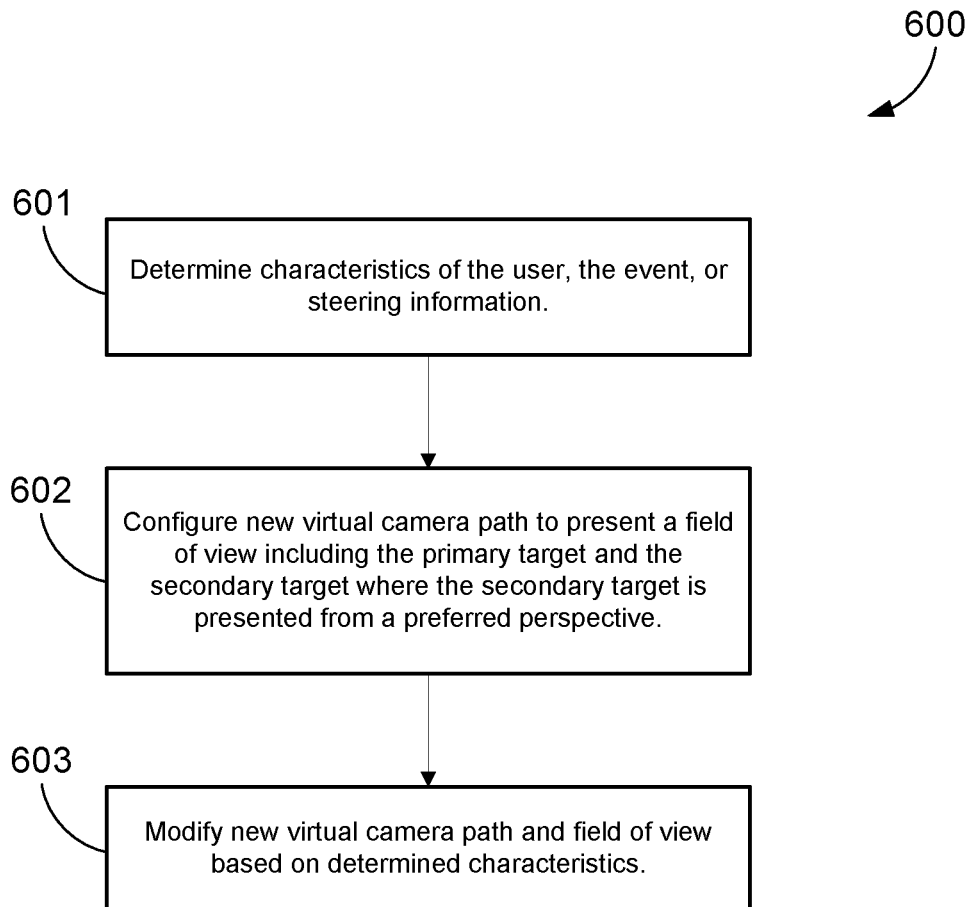 600
601
Determine characteristics of the user, the event, or
steering information.
602
Configure new virtual camera path to present a field
of view including the primary target and the
secondary target where the secondary target is
presented from a preferred perspective.
603
Modify new virtual camera path and field of view
based on determined characteristics.